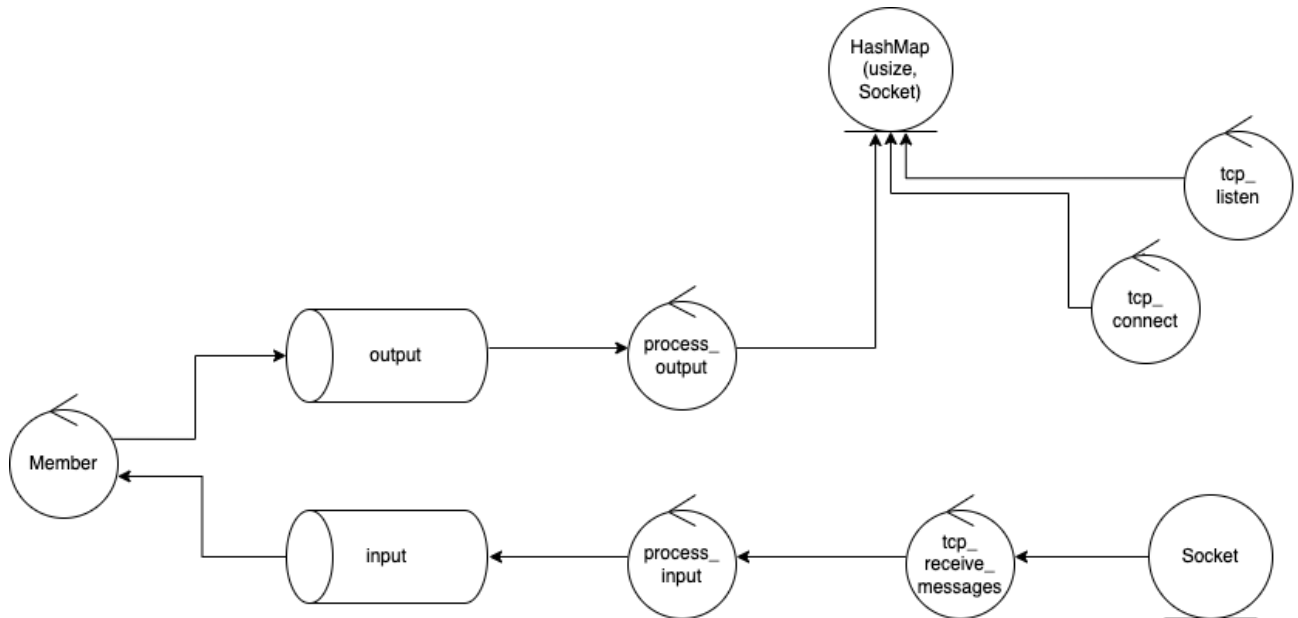 HashMap
(usize,
Socket)
tcp_
listen
tcp_
connect
output
process_
output
Member
input
process_
input
tcp_
receive_
messages
Socket